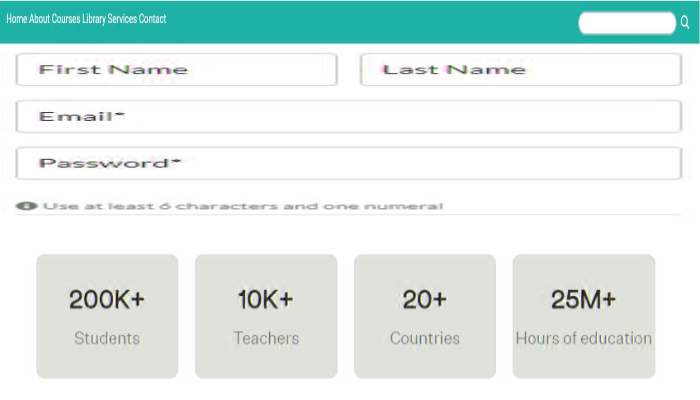 Home About Courses Library Services Contact
First Name Last Name
Email*
Password*
Use at least 6 characters and one numeral
200K+ 10K+ 20+ 25M+
Students Teachers Countries Hours of education